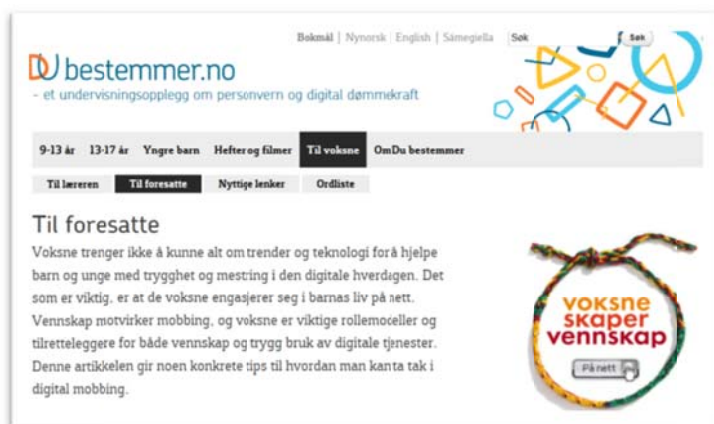 Bokmål | Nynorsk | English | Sámegiella
Søk
Søk
DU bestemmer.no
- et undervisningsopplegg om personvern og digital dømmekraft
9-13 år 13-17 år Yngre barn Hefter og filmer Til voksne Om Du bestemmer
Til læreren Til foresatte Nyttige lenker Ordliste
Til foresatte
Voksne trenger ikke å kunne alt om trender og teknologi for å hjelpe
barn og unge med trygghet og mestring i den digitale hverdagen. Det
som er viktig, er at de voksne engasjerer seg i barnas liv på nett.
Vennskap motvirker mobbing, og voksne er viktige rollemodeller og
tilretteleggere for både vennskap og trygg bruk av digitale tjenester.
Denne artikkelen gir noen konkrete tips til hvordan man kan ta tak i
digital mobbing.
voksne
skaper
vennskap
På nett